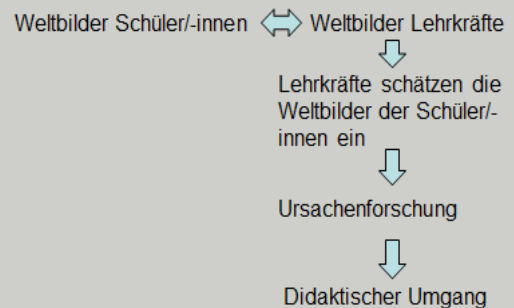 Weltbilder Schüler/-innen Weltbilder Lehrkräfte
Lehrkräfte schätzen die
Weltbilder der Schüler/-
innen ein
Ursachenforschung
Didaktischer Umgang